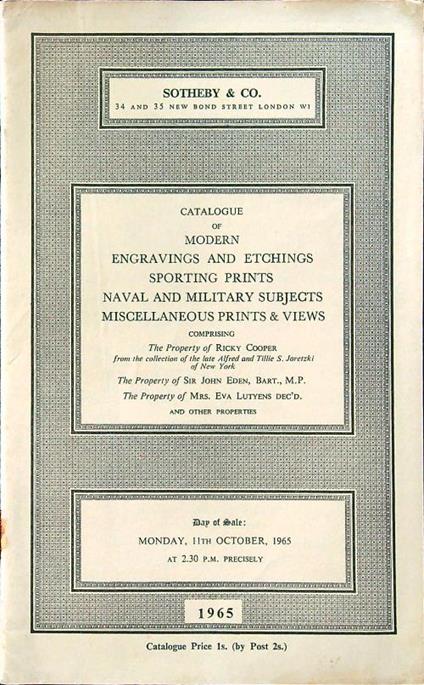 SOTHEBY & CO.
34 AND 35 NEW BOND STREET LONDON W1
CATALOGUE
OF
MODERN
ENGRAVINGS AND ETCHINGS
SPORTING PRINTS
NAVAL AND MILITARY SUBJECTS
MISCELLANEOUS PRINTS & VIEWS
COMPRISING
The Property of RICKY COOPER
from the collection of the late Alfred and Tillie S. Jaretzki
of New York
The Property of SIR JOHN EDEN, BART., M.P.
The Property of MRS. EVA LUTYENS DEC'D.
AND OTHER PROPERTIES
Day of Sale:
MONDAY, 11TH OCTOBER, 1965
AT 2.30 P.M. PRECISELY
1965
Catalogue Price 1s. (by Post 2s.)